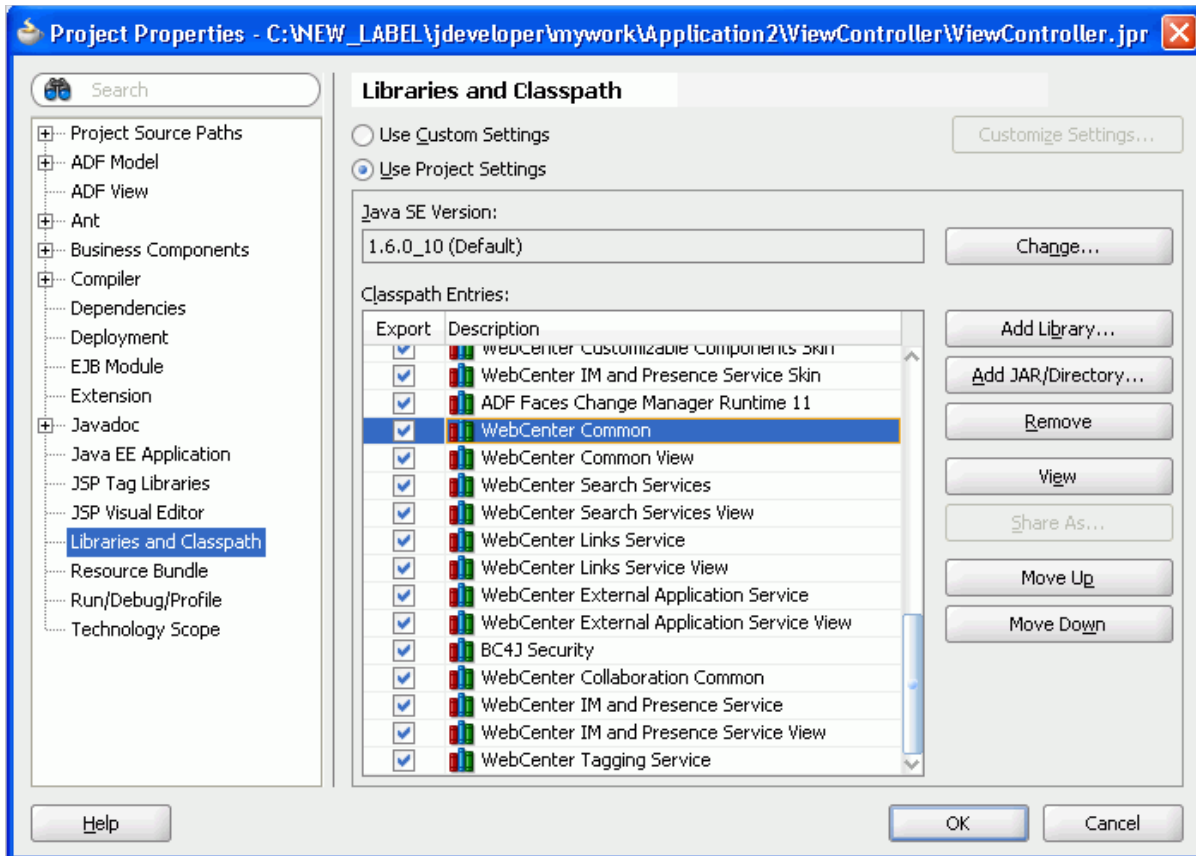 Project Properties - C:\NEW_LABEL\jdeveloper\mywork\Application2\ViewController\ViewController.jpr
Search
Project Source Paths
ADF Model
ADF View
Ant
Business Components
Compiler
Dependencies
Deployment
EJB Module
Extension
Javadoc
Java EE Application
JSP Tag Libraries
JSP Visual Editor
Libraries and Classpath
Resource Bundle
Run/Debug/Profile
Technology Scope
Libraries and Classpath
Use Custom Settings
Customize Settings...
Use Project Settings
Java SE Version:
1.6.0_10 (Default)
Change...
Classpath Entries:
Export Description
WebCenter Customizable Components Skin
WebCenter IM and Presence Service Skin
ADF Faces Change Manager Runtime 11
WebCenter Common
WebCenter Common View
WebCenter Search Services
WebCenter Search Services View
WebCenter Links Service
WebCenter Links Service View
WebCenter External Application Service
WebCenter External Application Service View
BC4J Security
WebCenter Collaboration Common
WebCenter IM and Presence Service
WebCenter IM and Presence Service View
WebCenter Tagging Service
Add Library...
Add JAR/Directory...
Remove
View
Share As...
Move Up
Move Down
Help
OK
Cancel